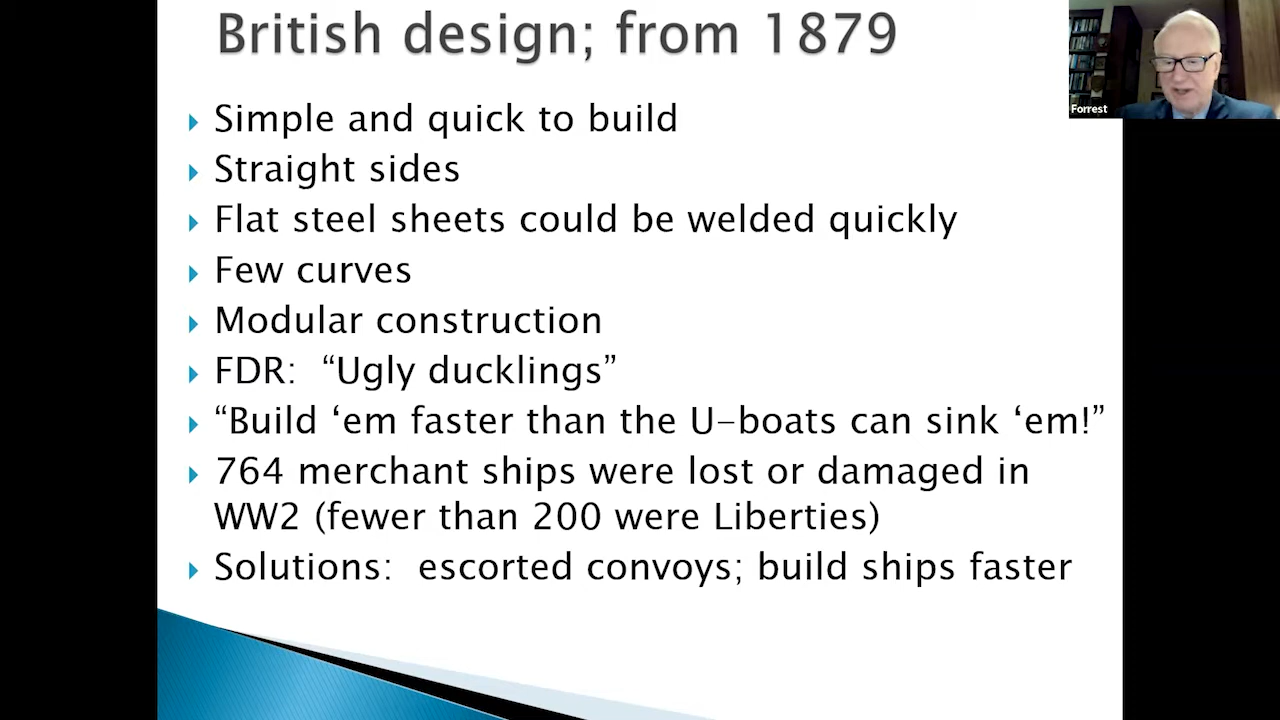 British design; from 1879
Simple and quick to build
Straight sides
Flat steel sheets could be welded quickly
Few curves
Modular construction
FDR:  “Ugly ducklings”
“Build ‘em faster than the U-boats can sink ‘em!”
764 merchant ships were lost or damaged in
WW2 (fewer than 200 were Liberties)
Solutions:  escorted convoys; build ships faster
Forrest